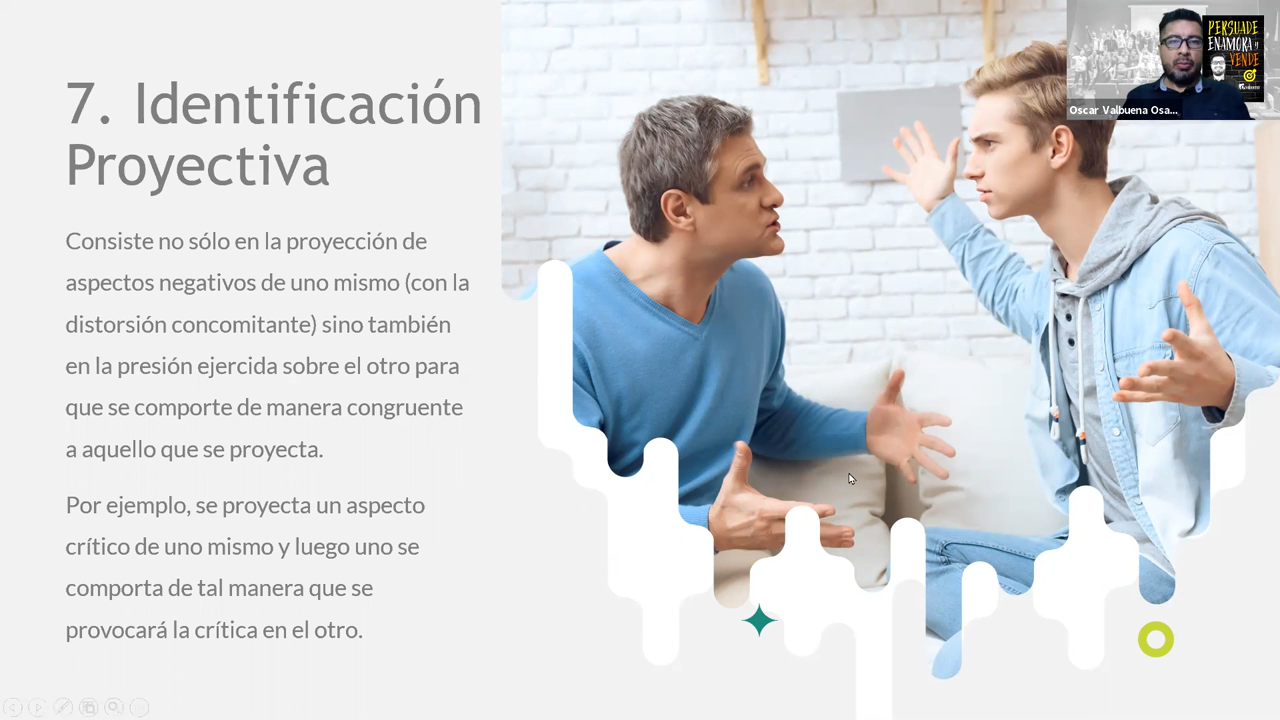 7. Identificación
Proyectiva
Consiste no sólo en la proyección de
aspectos negativos de uno mismo (con la
distorsión concomitante) sino también
en la presión ejercida sobre el otro para
que se comporte de manera congruente
a aquello que se proyecta.
Por ejemplo, se proyecta un aspecto
crítico de uno mismo y luego uno se
comporta de tal manera que se
provocará la crítica en el otro.
PERSUADE
ENAMORA Y
VENDE
Oscar Valbuena Osa...